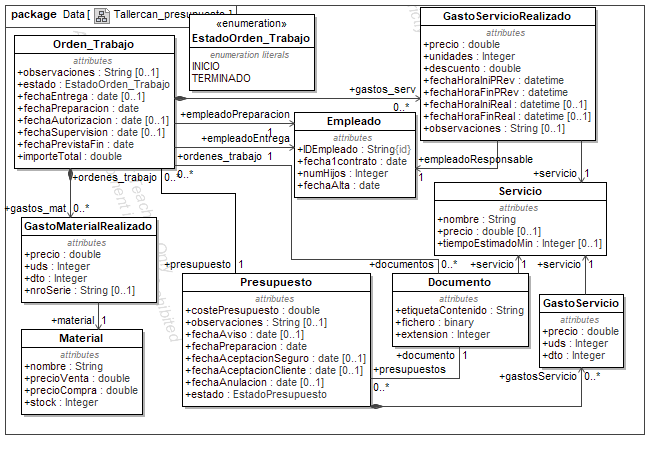 package Data [ Tallercan_presupuesto ]
«enumeration»
EstadoOrden_Trabajo
enumeration literals
INICIO
TERMINADO
Orden_Trabajo
attributes
+observaciones : String [0..1]
+estado : EstadoOrden_Trabajo
+fechaEntrega : date [0..1]
+fechaPreparacion : date
+fechaAutorizacion : date [0..1]
+fechaSupervision : date [0..1]
+fechaPrevistaFin : date
+importeTotal : double
GastoServicioRealizado
attributes
+precio : double
+unidades : Integer
+descuento : double
+fechaHoraIniPRev : datetime
+fechaHoraFinPRev : datetime
+fechaHoraIniReal : datetime [0..1]
+fechaHoraFinReal : datetime [0..1]
+observaciones : String [0..1]
+gastos_serv
0..*
+empleadoPreparacion
1
+empleadoEntrega
1
Empleado
attributes
+IDEmpleado : String{id}
+fecha1contrato : date
+numHijos : Integer
+fechaAlta : date
+empleadoResponsable
1
+servicio
1
+ordenes_trabajo 1
+ordenes_trabajo 0..*
+gastos_mat 0..*
GastoMaterialRealizado
attributes
+precio : double
+uds : Integer
+dto : Integer
+nroSerie : String [0..1]
Servicio
attributes
+nombre : String
+precio : double [0..1]
+tiempoEstimadoMin : Integer [0..1]
+presupuesto 1
+documentos 0..*
+servicio 1
+servicio 1
+material 1
Material
attributes
+nombre : String
+precioVenta : double
+precioCompra : double
+stock : Integer
Presupuesto
attributes
+costePresupuesto : double
+observaciones : String [0..1]
+fechaAviso : date [0..1]
+fechaPreparacion : date
+fechaAceptacionSeguro : date [0..1]
+fechaAceptacionCliente : date [0..1]
+fechaAnulacion : date [0..1]
+estado : EstadoPresupuesto
Documento
attributes
+etiquetaContenido : String
+fichero : binary
+extension : Integer
+documento 1
+presupuestos
0..*
GastoServicio
attributes
+precio : double
+uds : Integer
+dto : Integer
+gastosServicio 0..*